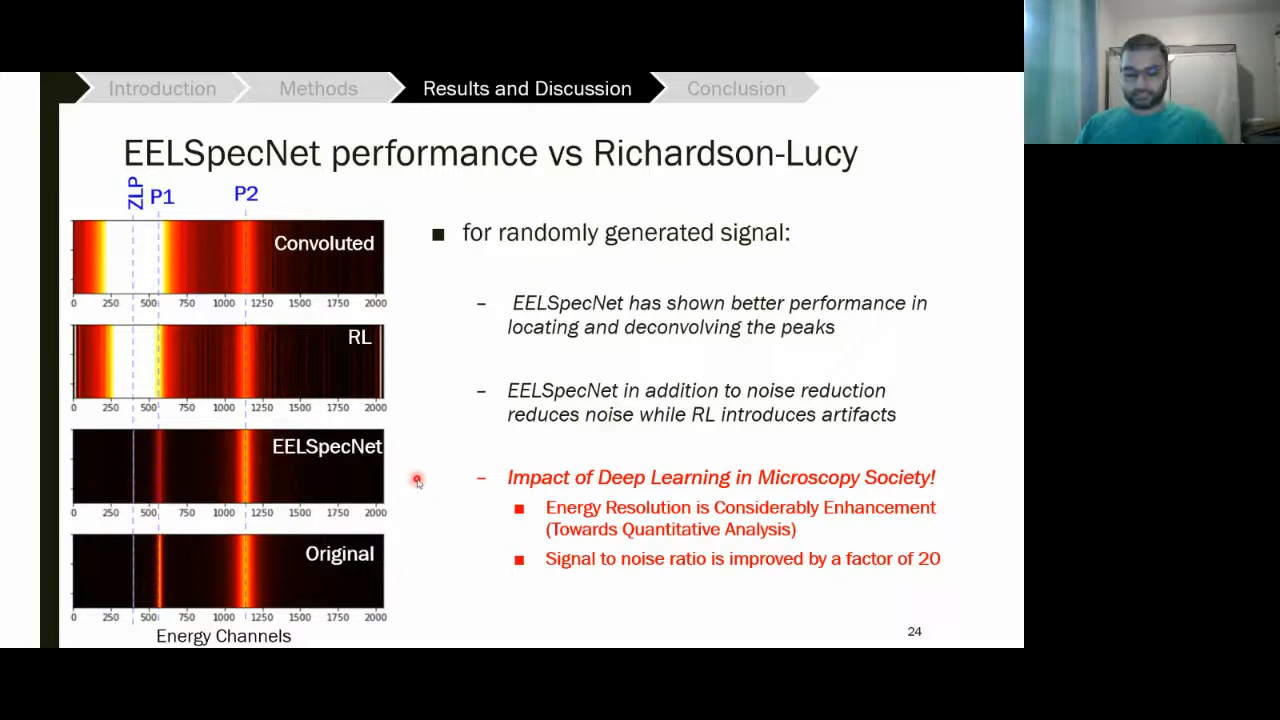 Introduction
Methods
Results and Discussion
Conclusion
EELSpecNet performance vs Richardson-Lucy
ZLP
P1
P2
Convoluted
0 250 500 750 1000 1250 1500 1750 2000
RL
0 250 500 750 1000 1250 1500 1750 2000
EELSpecNet
0 250 500 750 1000 1250 1500 1750 2000
Original
0 250 500 750 1000 1250 1500 1750 2000
Energy Channels
■ for randomly generated signal:
– EELSpecNet has shown better performance in
locating and deconvolving the peaks
– EELSpecNet in addition to noise reduction
reduces noise while RL introduces artifacts
– Impact of Deep Learning in Microscopy Society!
■ Energy Resolution is Considerably Enhancement
(Towards Quantitative Analysis)
■ Signal to noise ratio is improved by a factor of 20
24